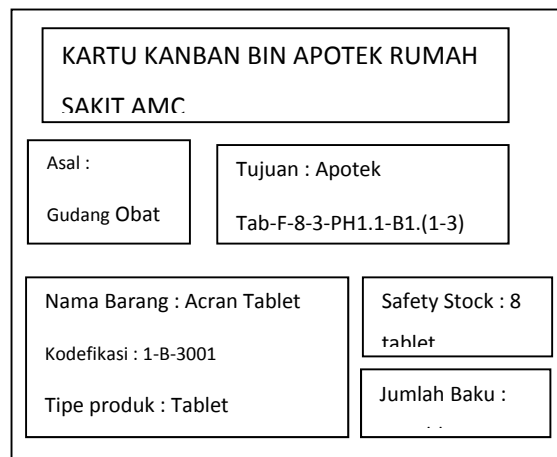 KARTU KANBAN BIN APOTEK RUMAH
SAKIT AMC
Asal :
Gudang Obat
Tujuan : Apotek
Tab-F-8-3-PH1.1-B1.(1-3)
Nama Barang : Acran Tablet
Kodefikasi : 1-B-3001
Tipe produk : Tablet
Safety Stock : 8
tablet
Jumlah Baku :